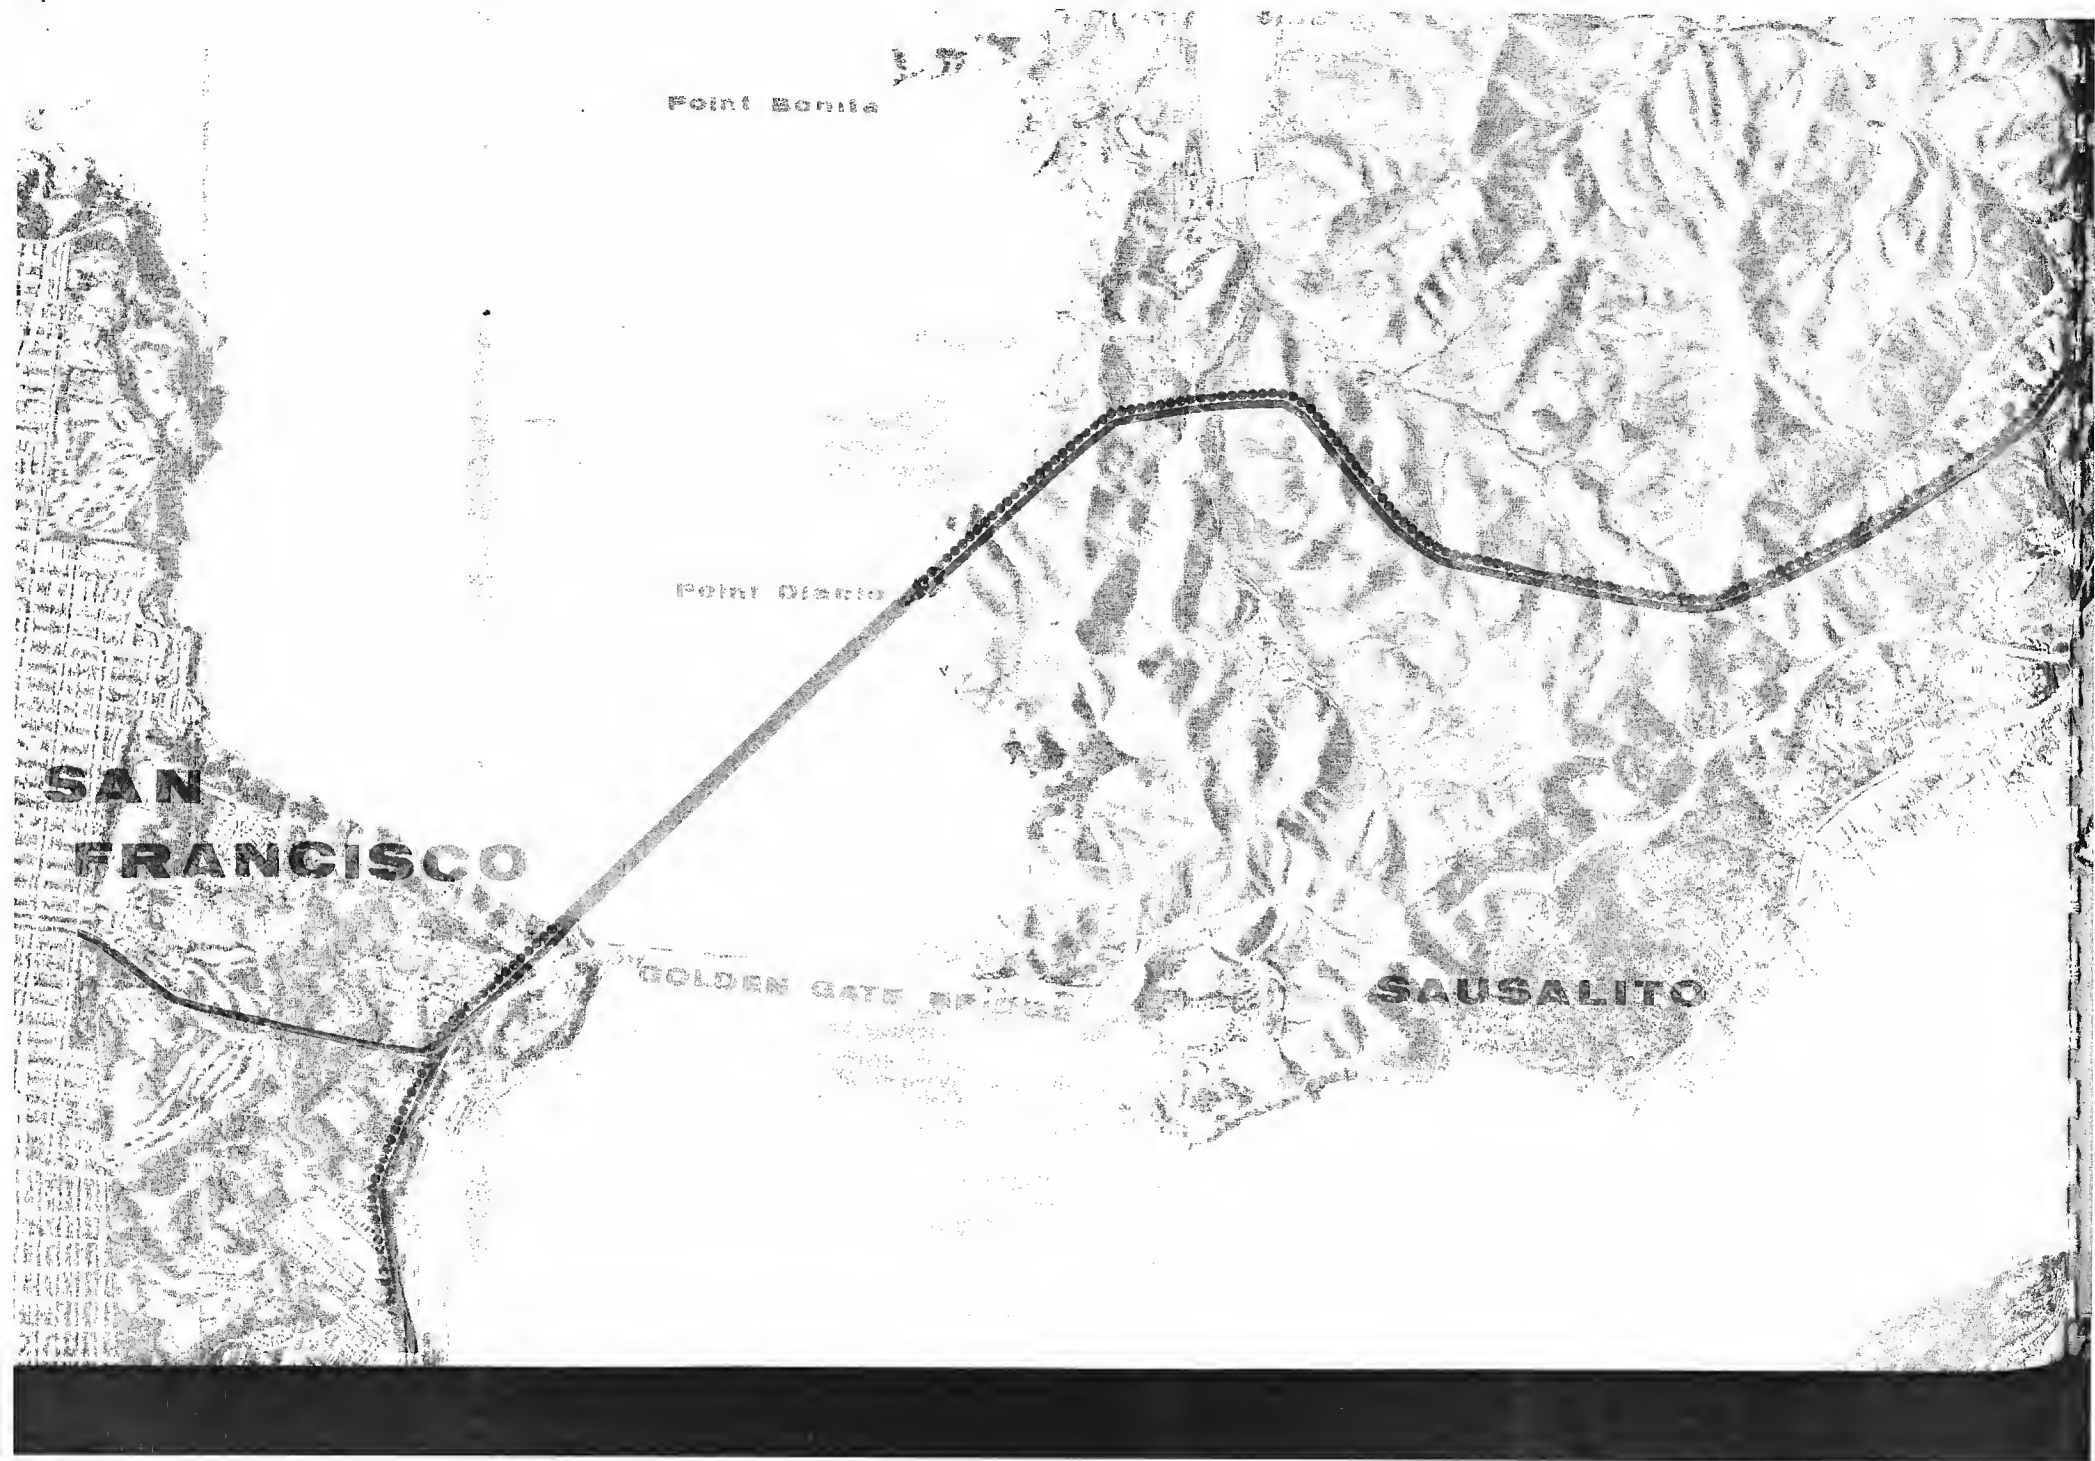 Point Bonita
Point Diablo
SAN
FRANCISCO
GOLDEN GATE BRIDGE
SAUSALITO